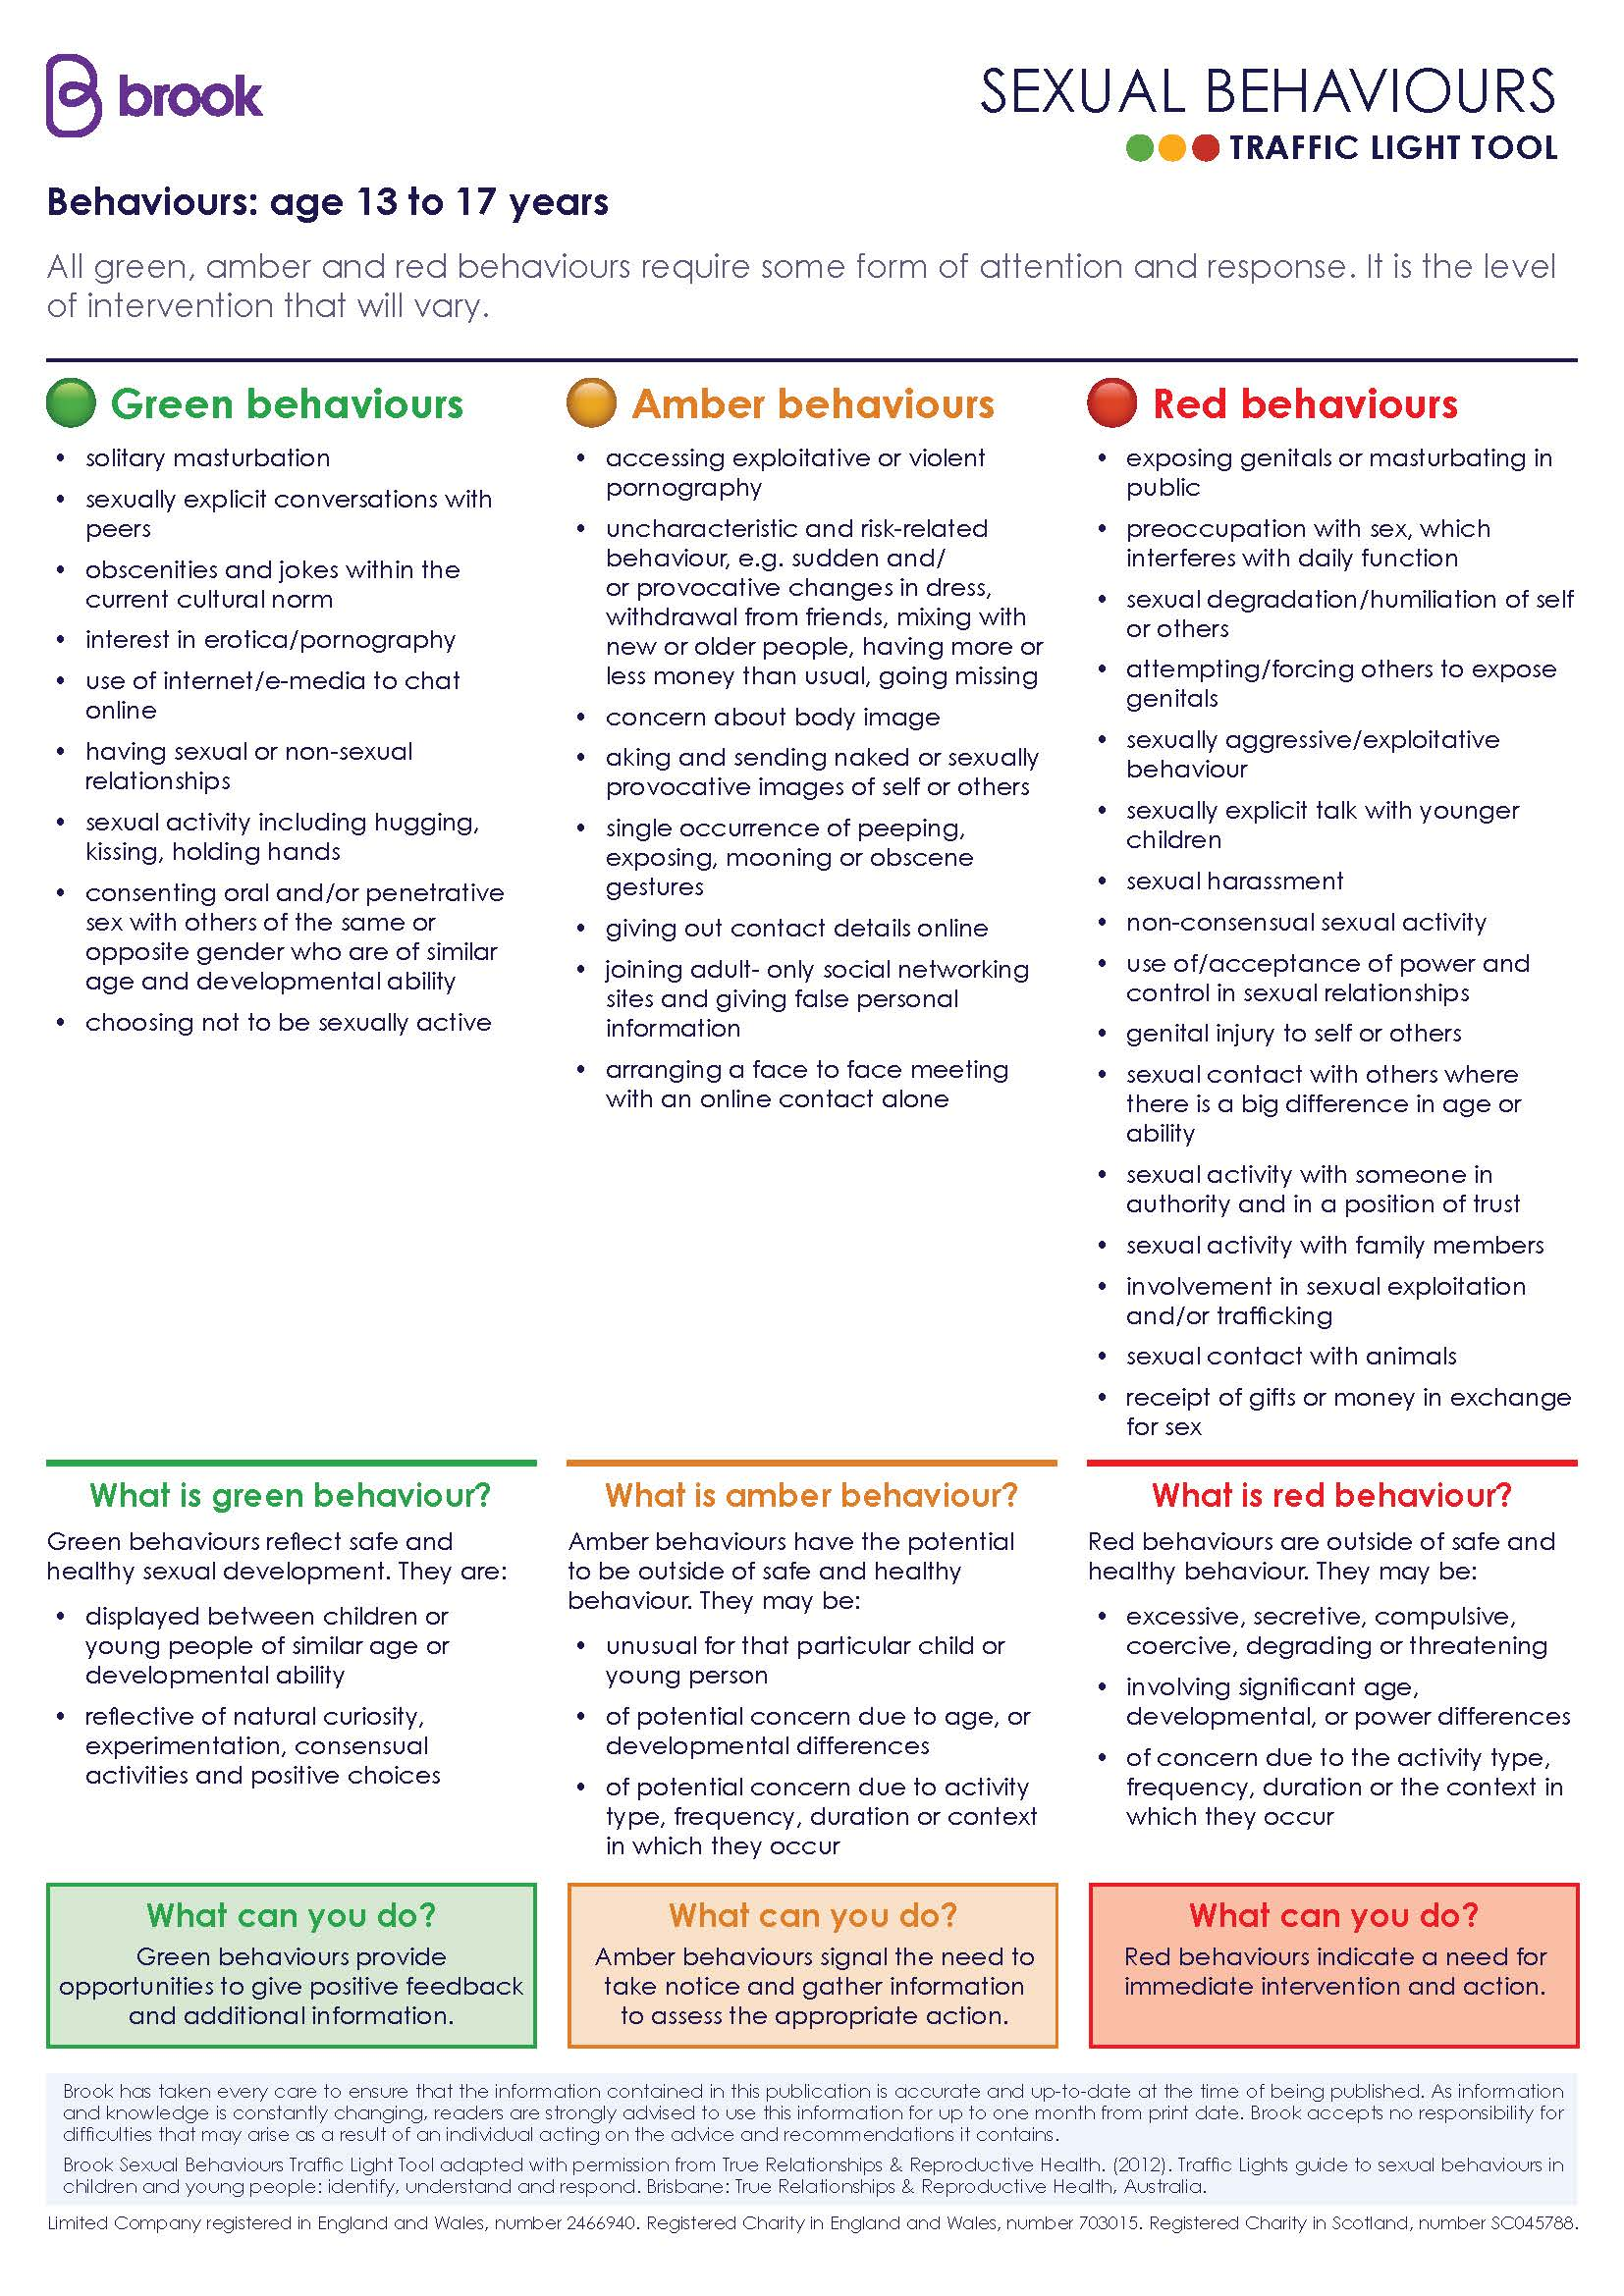 brook
SEXUAL BEHAVIOURS
TRAFFIC LIGHT TOOL
Behaviours: age 13 to 17 years
All green, amber and red behaviours require some form of attention and response. It is the level
of intervention that will vary.
Green behaviours
• solitary masturbation
• sexually explicit conversations with
peers
• obscenities and jokes within the
current cultural norm
• interest in erotica/pornography
• use of internet/e-media to chat
online
• having sexual or non-sexual
relationships
• sexual activity including hugging,
kissing, holding hands
• consenting oral and/or penetrative
sex with others of the same or
opposite gender who are of similar
age and developmental ability
• choosing not to be sexually active
Amber behaviours
• accessing exploitative or violent
pornography
• uncharacteristic and risk-related
behaviour, e.g. sudden and/
or provocative changes in dress,
withdrawal from friends, mixing with
new or older people, having more or
less money than usual, going missing
• concern about body image
• aking and sending naked or sexually
provocative images of self or others
• single occurrence of peeping,
exposing, mooning or obscene
gestures
• giving out contact details online
• joining adult- only social networking
sites and giving false personal
information
• arranging a face to face meeting
with an online contact alone
Red behaviours
• exposing genitals or masturbating in
public
• preoccupation with sex, which
interferes with daily function
• sexual degradation/humiliation of self
or others
• attempting/forcing others to expose
genitals
• sexually aggressive/exploitative
behaviour
• sexually explicit talk with younger
children
• sexual harassment
• non-consensual sexual activity
• use of/acceptance of power and
control in sexual relationships
• genital injury to self or others
• sexual contact with others where
there is a big difference in age or
ability
• sexual activity with someone in
authority and in a position of trust
• sexual activity with family members
• involvement in sexual exploitation
and/or trafficking
• sexual contact with animals
• receipt of gifts or money in exchange
for sex
What is green behaviour?
Green behaviours reflect safe and
healthy sexual development. They are:
• displayed between children or
young people of similar age or
developmental ability
• reflective of natural curiosity,
experimentation, consensual
activities and positive choices
What is amber behaviour?
Amber behaviours have the potential
to be outside of safe and healthy
behaviour. They may be:
• unusual for that particular child or
young person
• of potential concern due to age, or
developmental differences
• of potential concern due to activity
type, frequency, duration or context
in which they occur
What is red behaviour?
Red behaviours are outside of safe and
healthy behaviour. They may be:
• excessive, secretive, compulsive,
coercive, degrading or threatening
• involving significant age,
developmental, or power differences
• of concern due to the activity type,
frequency, duration or the context in
which they occur
What can you do?
Green behaviours provide
opportunities to give positive feedback
and additional information.
What can you do?
Amber behaviours signal the need to
take notice and gather information
to assess the appropriate action.
What can you do?
Red behaviours indicate a need for
immediate intervention and action.
Brook has taken every care to ensure that the information contained in this publication is accurate and up-to-date at the time of being published. As information
and knowledge is constantly changing, readers are strongly advised to use this information for up to one month from print date. Brook accepts no responsibility for
difficulties that may arise as a result of an individual acting on the advice and recommendations it contains.
Brook Sexual Behaviours Traffic Light Tool adapted with permission from True Relationships & Reproductive Health. (2012). Traffic Lights guide to sexual behaviours in
children and young people: identify, understand and respond. Brisbane: True Relationships & Reproductive Health, Australia.
Limited Company registered in England and Wales, number 2466940. Registered Charity in England and Wales, number 703015. Registered Charity in Scotland, number SC045788.